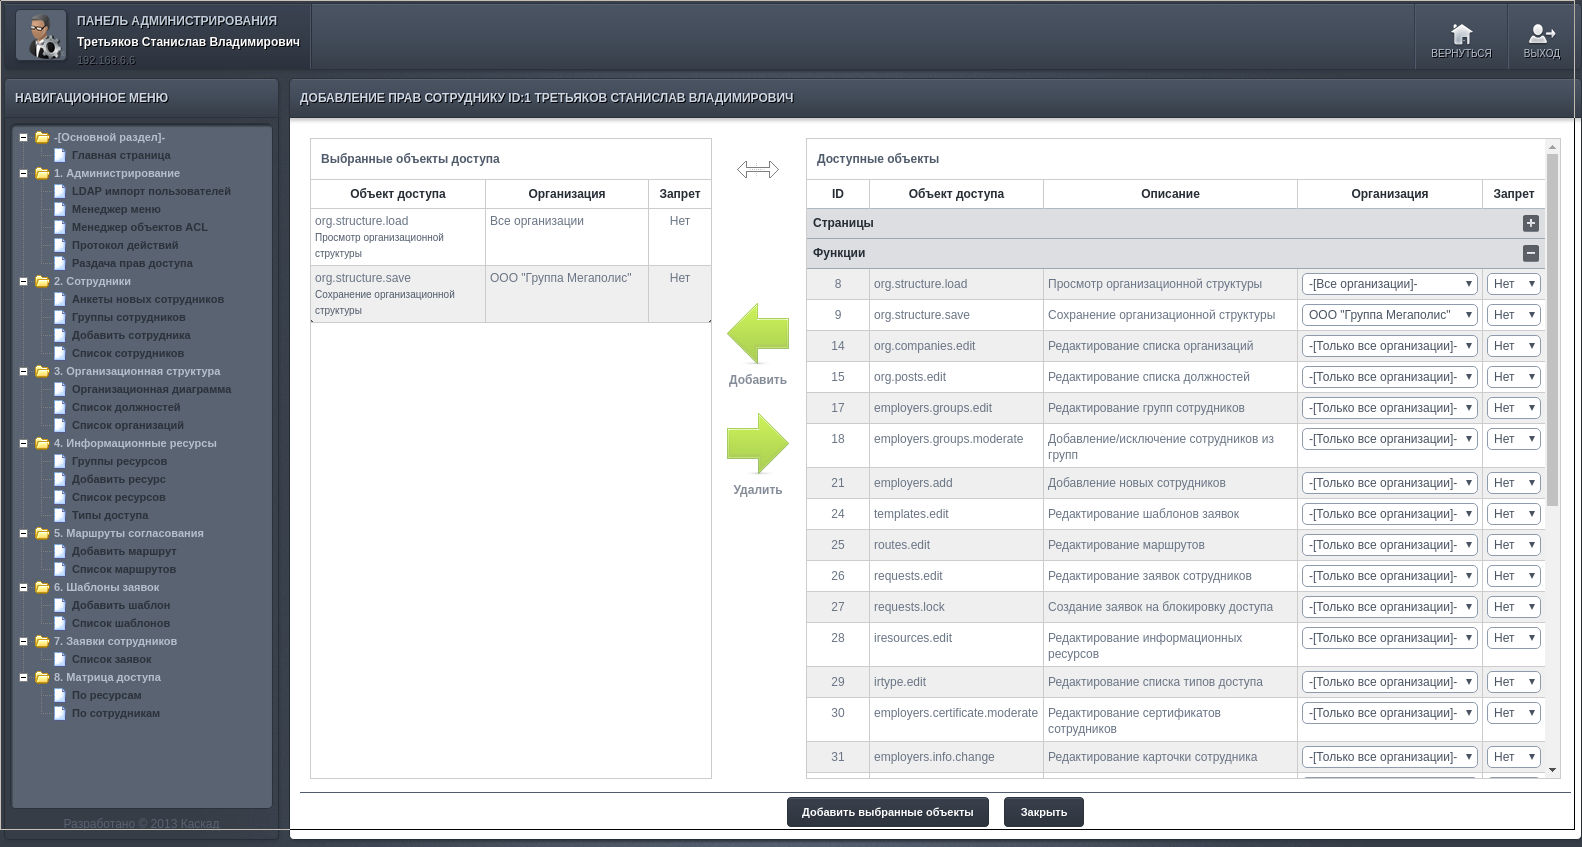 ПАНЕЛЬ АДМИНИСТРИРОВАНИЯ
Третьяков Станислав Владимирович
192.168.6.6
ВЕРНУТЬСЯ
ВЫХОД
НАВИГАЦИОННОЕ МЕНЮ
-[Основной раздел]-
Главная страница
1. Администрирование
LDAP импорт пользователей
Менеджер меню
Менеджер объектов ACL
Протокол действий
Раздача прав доступа
2. Сотрудники
Анкеты новых сотрудников
Группы сотрудников
Добавить сотрудника
Список сотрудников
3. Организационная структура
Организационная диаграмма
Список должностей
Список организаций
4. Информационные ресурсы
Группы ресурсов
Добавить ресурс
Список ресурсов
Типы доступа
5. Маршруты согласования
Добавить маршрут
Список маршрутов
6. Шаблоны заявок
Добавить шаблон
Список шаблонов
7. Заявки сотрудников
Список заявок
8. Матрица доступа
По ресурсам
По сотрудникам
Разработано © 2013 Каскад
ДОБАВЛЕНИЕ ПРАВ СОТРУДНИКУ ID:1 ТРЕТЬЯКОВ СТАНИСЛАВ ВЛАДИМИРОВИЧ
Выбранные объекты доступа
Объект доступа Организация Запрет
org.structure.load Все организации Нет
Просмотр организационной
структуры
org.structure.save ООО "Группа Мегаполис" Нет
Сохранение организационной
структуры
Добавить
Удалить
Доступные объекты
ID Объект доступа Описание Организация Запрет
Страницы
Функции
8 org.structure.load Просмотр организационной структуры -[Все организации]- Нет
9 org.structure.save Сохранение организационной структуры ООО "Группа Мегаполис" Нет
14 org.companies.edit Редактирование списка организаций -[Только все организации]- Нет
15 org.posts.edit Редактирование списка должностей -[Только все организации]- Нет
17 employers.groups.edit Редактирование групп сотрудников -[Только все организации]- Нет
18 employers.groups.moderate Добавление/исключение сотрудников из -[Только все организации]- Нет
групп
21 employers.add Добавление новых сотрудников -[Только все организации]- Нет
24 templates.edit Редактирование шаблонов заявок -[Только все организации]- Нет
25 routes.edit Редактирование маршрутов -[Только все организации]- Нет
26 requests.edit Редактирование заявок сотрудников -[Только все организации]- Нет
27 requests.lock Создание заявок на блокировку доступа -[Только все организации]- Нет
28 iresources.edit Редактирование информационных -[Только все организации]- Нет
ресурсов
29 irtype.edit Редактирование списка типов доступа -[Только все организации]- Нет
30 employers.certificate.moderate Редактирование сертификатов -[Только все организации]- Нет
сотрудников
31 employers.info.change Редактирование карточки сотрудника -[Только все организации]- Нет
Добавить выбранные объекты
Закрыть